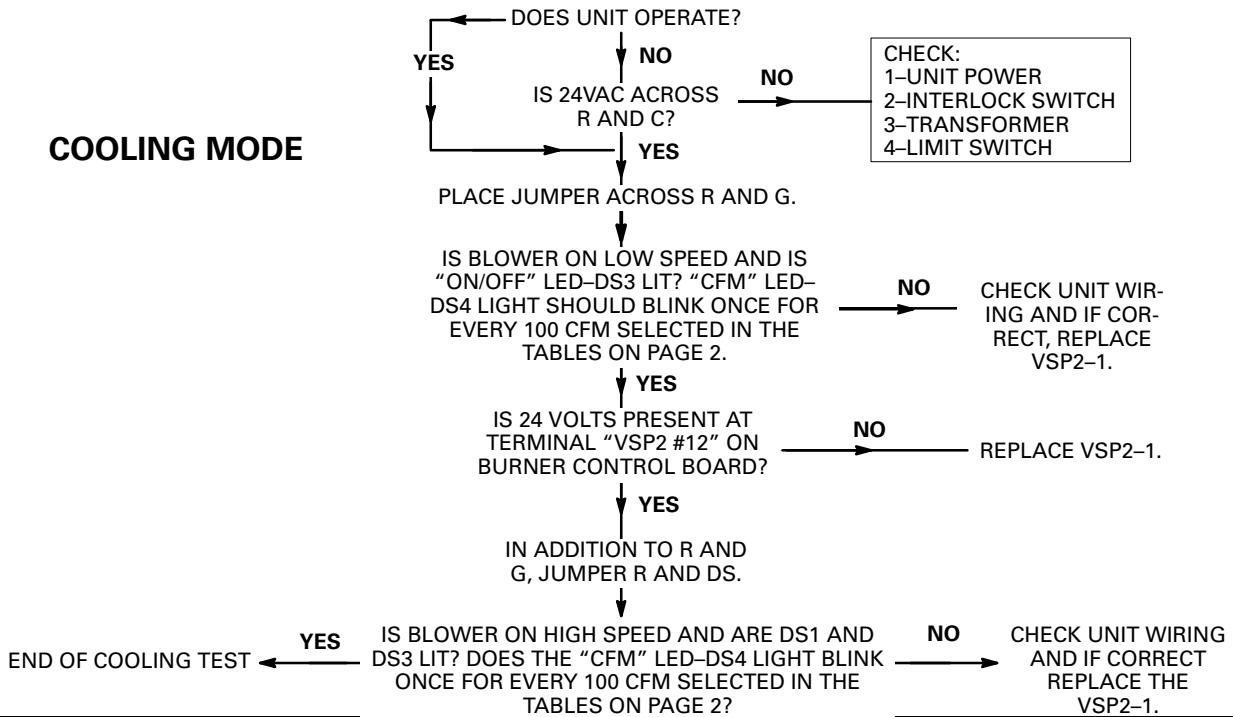 DOES UNIT OPERATE?
YES
NO
IS 24VAC ACROSS
R AND C?
NO
CHECK:
1–UNIT POWER
2–INTERLOCK SWITCH
3–TRANSFORMER
4–LIMIT SWITCH
COOLING MODE
YES
PLACE JUMPER ACROSS R AND G.
IS BLOWER ON LOW SPEED AND IS
“ON/OFF” LED–DS3 LIT? “CFM” LED–
DS4 LIGHT SHOULD BLINK ONCE FOR
EVERY 100 CFM SELECTED IN THE
TABLES ON PAGE 2.
NO
CHECK UNIT WIR-
ING AND IF COR-
RECT, REPLACE
VSP2–1.
YES
IS 24 VOLTS PRESENT AT
TERMINAL “VSP2 #12” ON
BURNER CONTROL BOARD?
NO
REPLACE VSP2–1.
YES
IN ADDITION TO R AND
G, JUMPER R AND DS.
IS BLOWER ON HIGH SPEED AND ARE DS1 AND
DS3 LIT? DOES THE “CFM” LED–DS4 LIGHT BLINK
ONCE FOR EVERY 100 CFM SELECTED IN THE
TABLES ON PAGE 2?
YES
END OF COOLING TEST
NO
CHECK UNIT WIRING
AND IF CORRECT
REPLACE THE
VSP2–1.